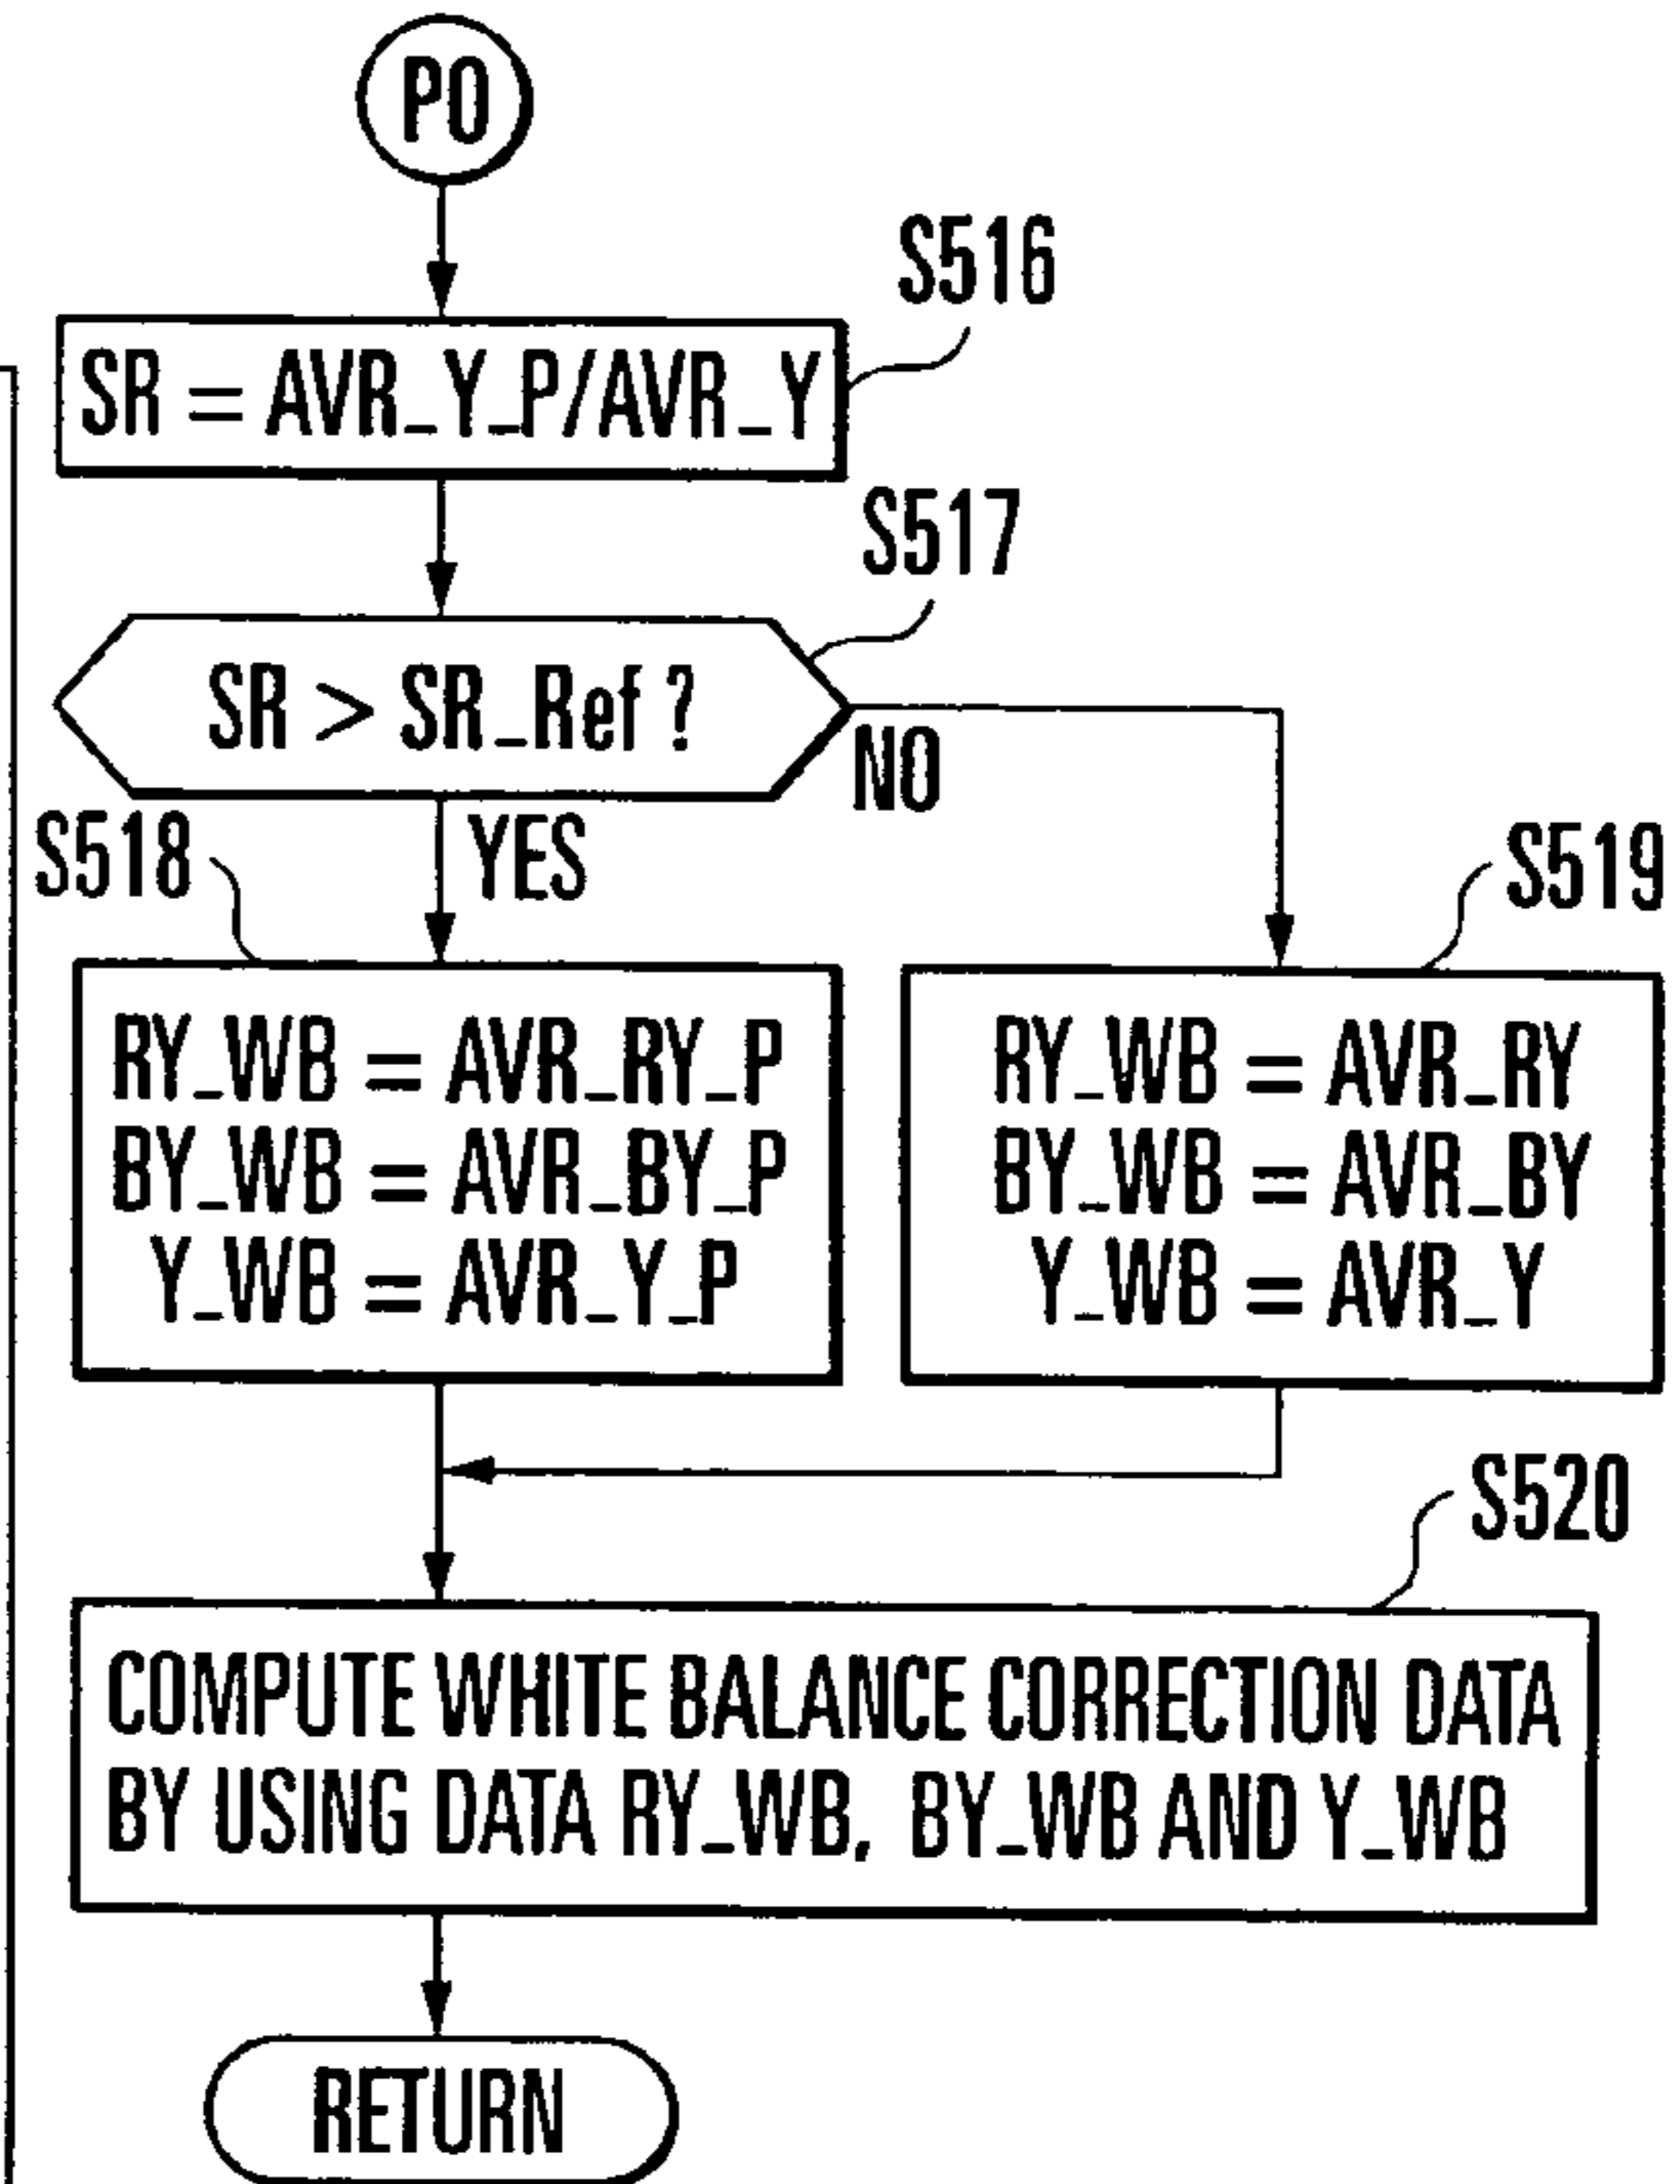 PO
S516
SR = AVR_Y_P/AVR_Y
S517
SR > SR_Ref ?
NO
YES
S518
S519
RY_WB = AVR_RY_P
BY_WB = AVR_BY_P
Y_WB = AVR_Y_P
RY_WB = AVR_RY
BY_WB = AVR_BY
Y_WB = AVR_Y
S520
COMPUTE WHITE BALANCE CORRECTION DATA
BY USING DATA RY_WB, BY_WB AND Y_WB
RETURN